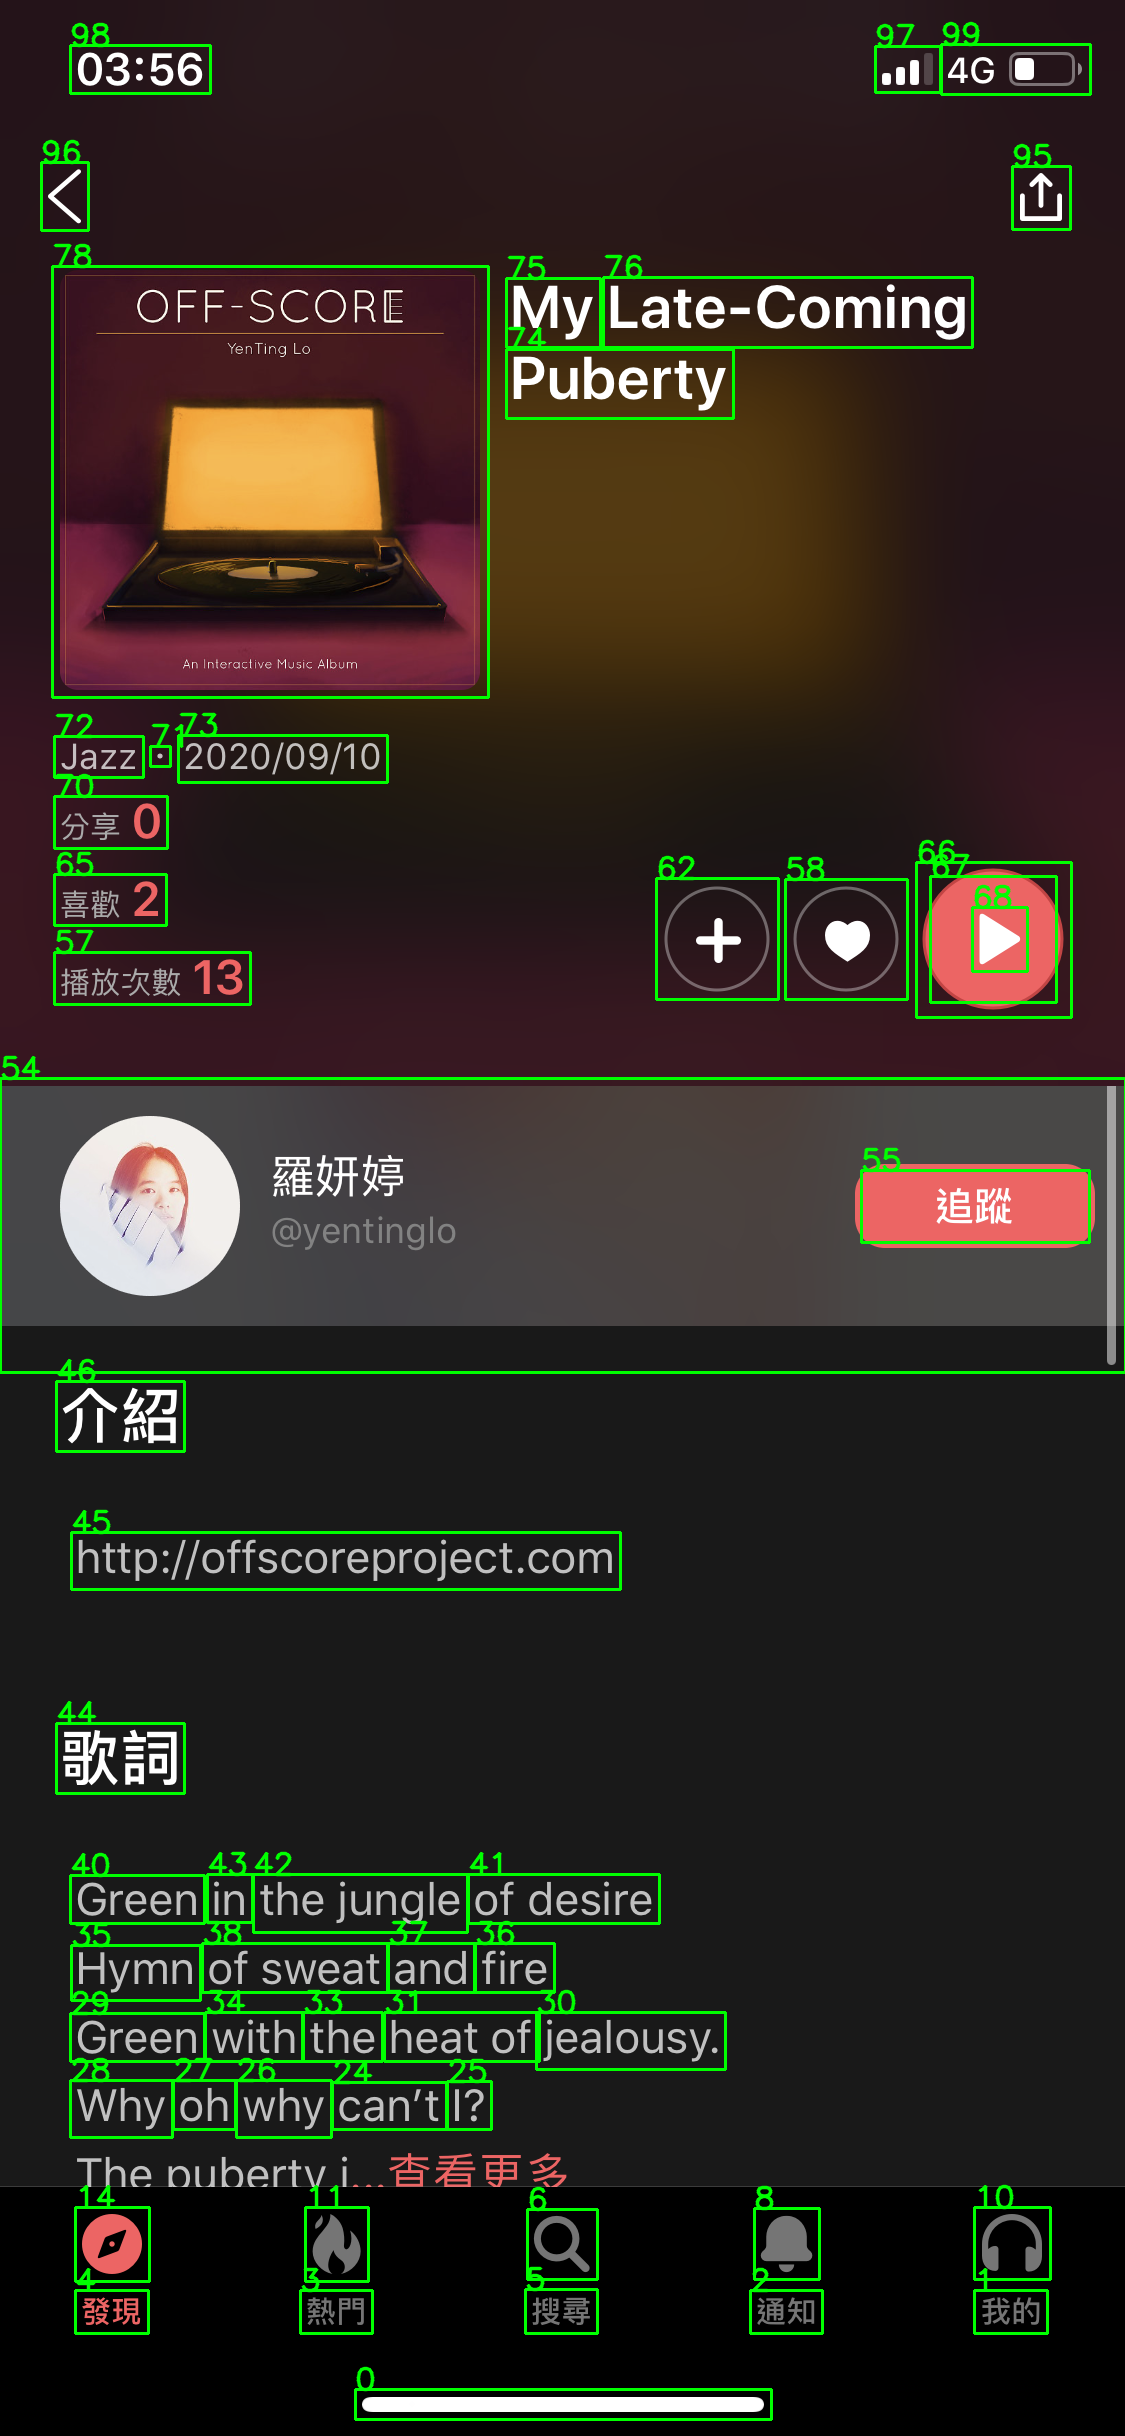 03:56 4G
OFF-SCORE
YenTing Lo
An Interactive Music Album
My Late-Coming
Puberty
Jazz · 2020/09/10
分享 0
喜歡 2
播放次數 13
羅妍婷
@yentinglo
追蹤
介紹
http://offscoreproject.com
歌詞
Green in the jungle of desire
Hymn of sweat and fire
Green with the heat of jealousy.
Why oh why can’t I?
The puberty i...查看更多
發現 熱門 搜尋 通知 我的